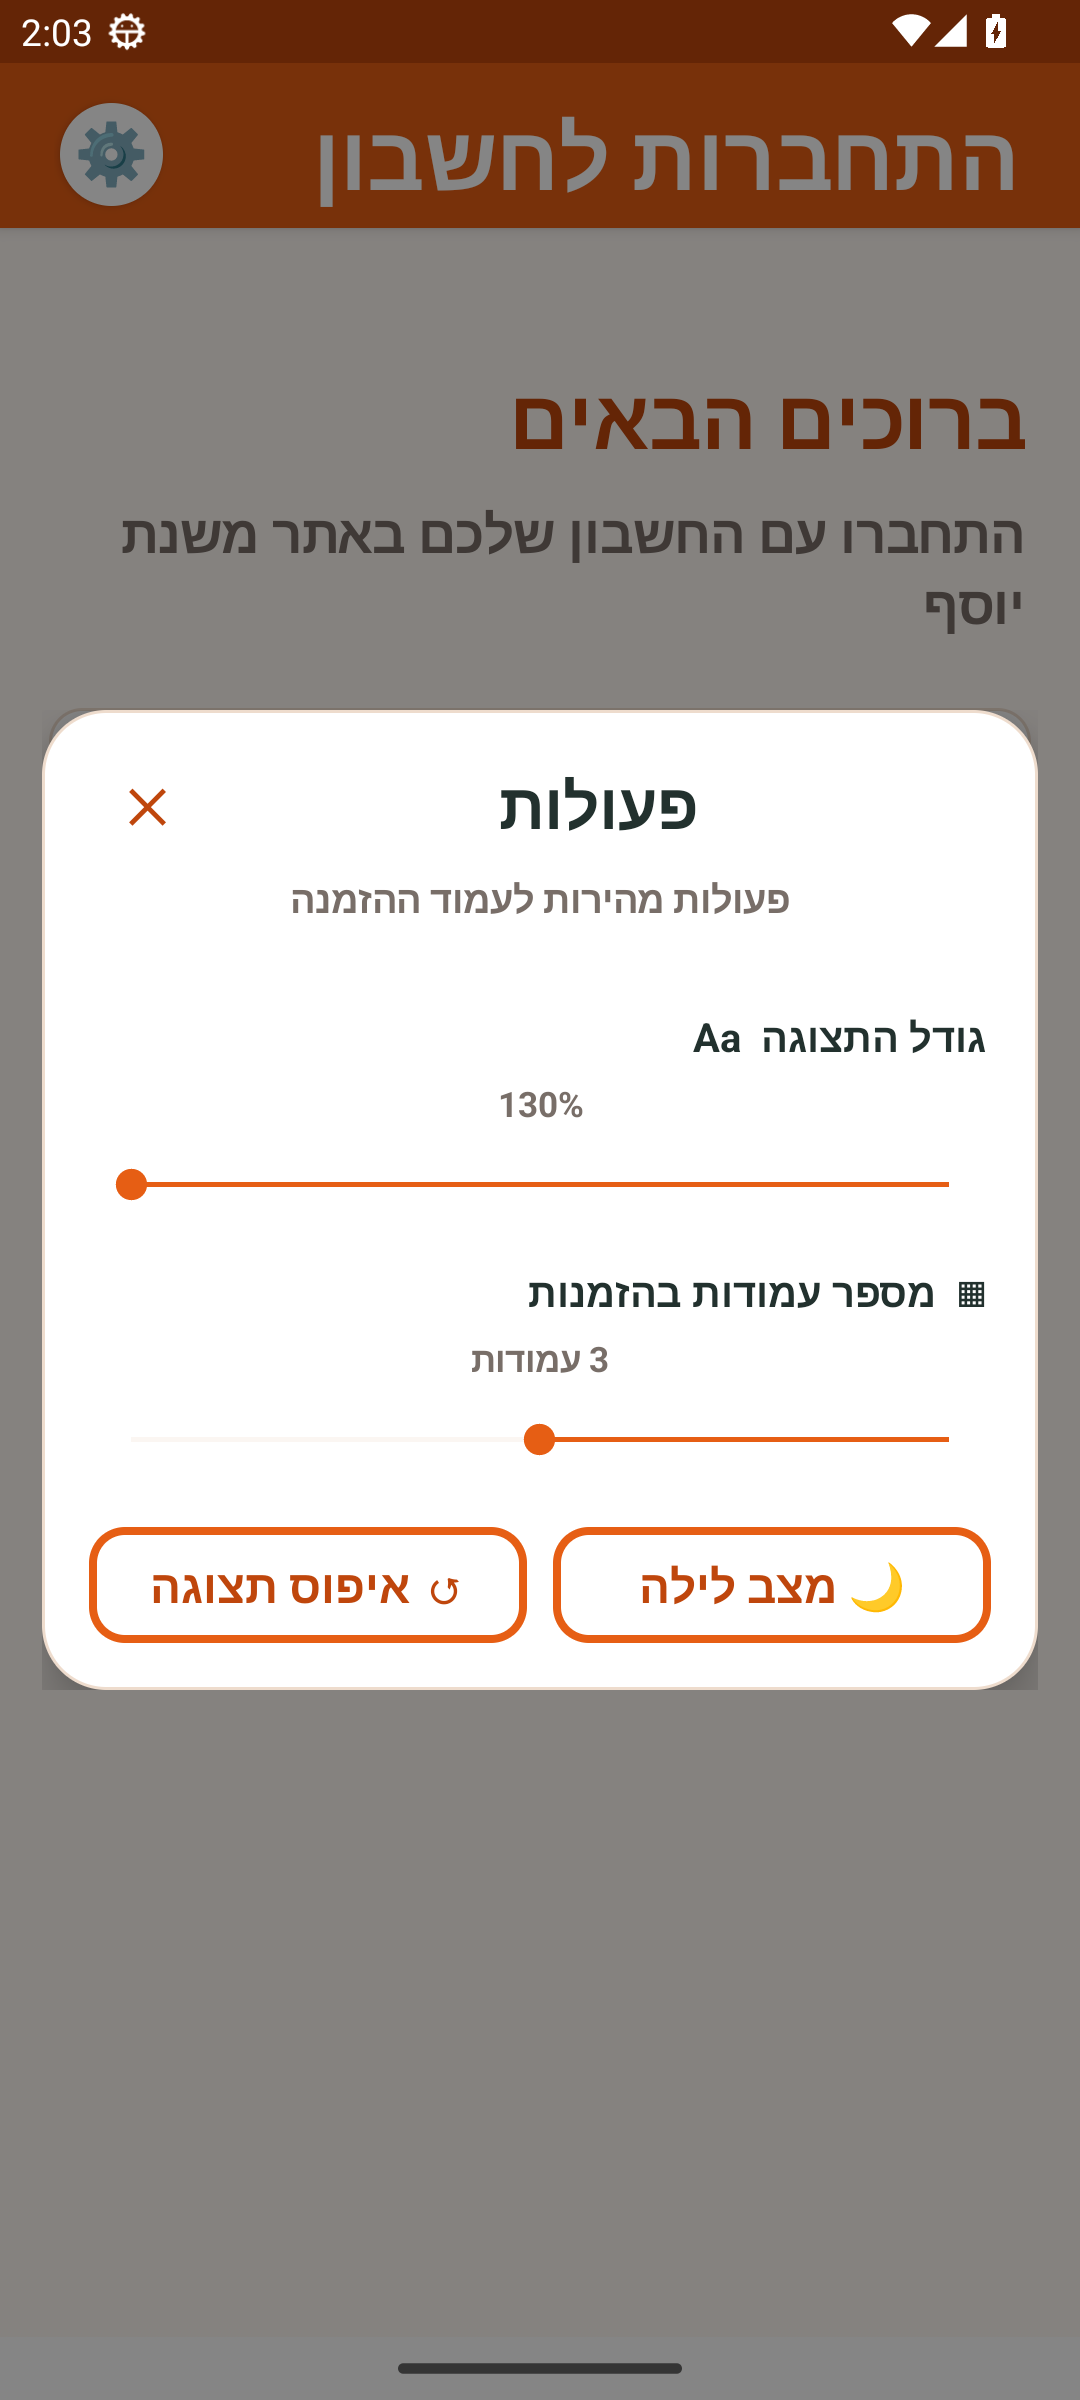 2:03
התחברות לחשבון
ברוכים הבאים
התחברו עם החשבון שלכם באתר משנת
יוסף
פעולות
פעולות מהירות לעמוד ההזמנה
גודל התצוגה Aa
130%
מספר עמודות בהזמנות
3 עמודות
מצב לילה
איפוס תצוגה